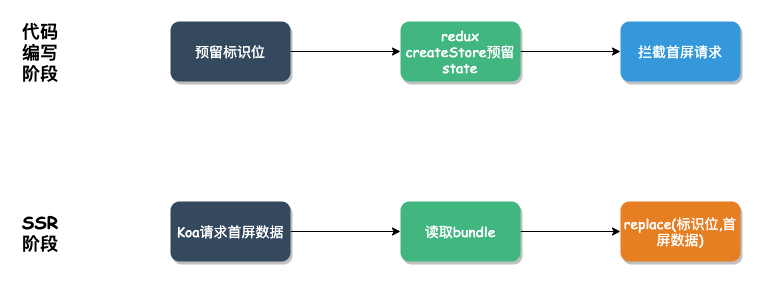 代码
编写
阶段
预留标识位
redux
createStore预留
state
拦截首屏请求
SSR
阶段
Koa请求首屏数据
读取bundle
replace(标识位,首
屏数据)